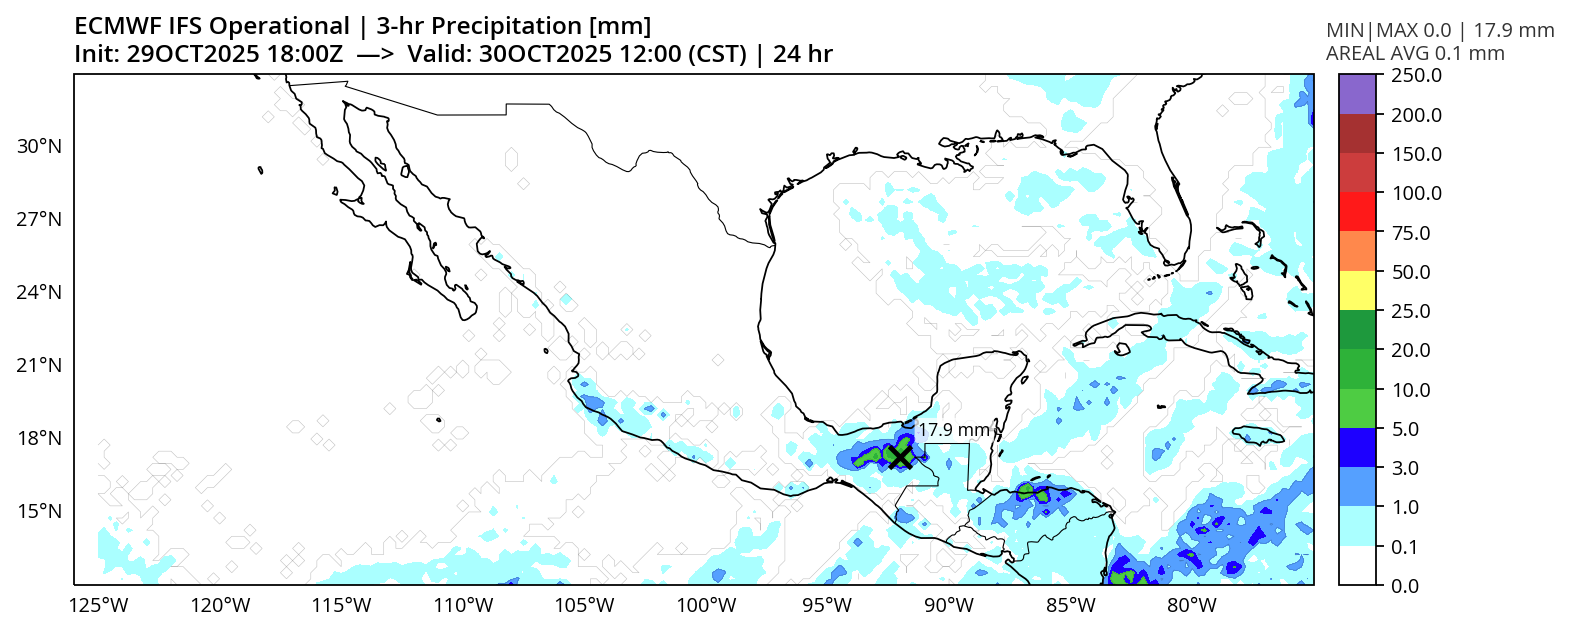 ECMWF IFS Operational | 3-hr Precipitation [mm]
Init: 29OCT2025 18:00Z —> Valid: 30OCT2025 12:00 (CST) | 24 hr
MIN|MAX 0.0 | 17.9 mm
AREAL AVG 0.1 mm
250.0
200.0
150.0
100.0
75.0
50.0
25.0
20.0
10.0
5.0
3.0
1.0
0.1
0.0
30°N
27°N
24°N
21°N
18°N
15°N
17.9 mm
125°W 120°W 115°W 110°W 105°W 100°W 95°W 90°W 85°W 80°W